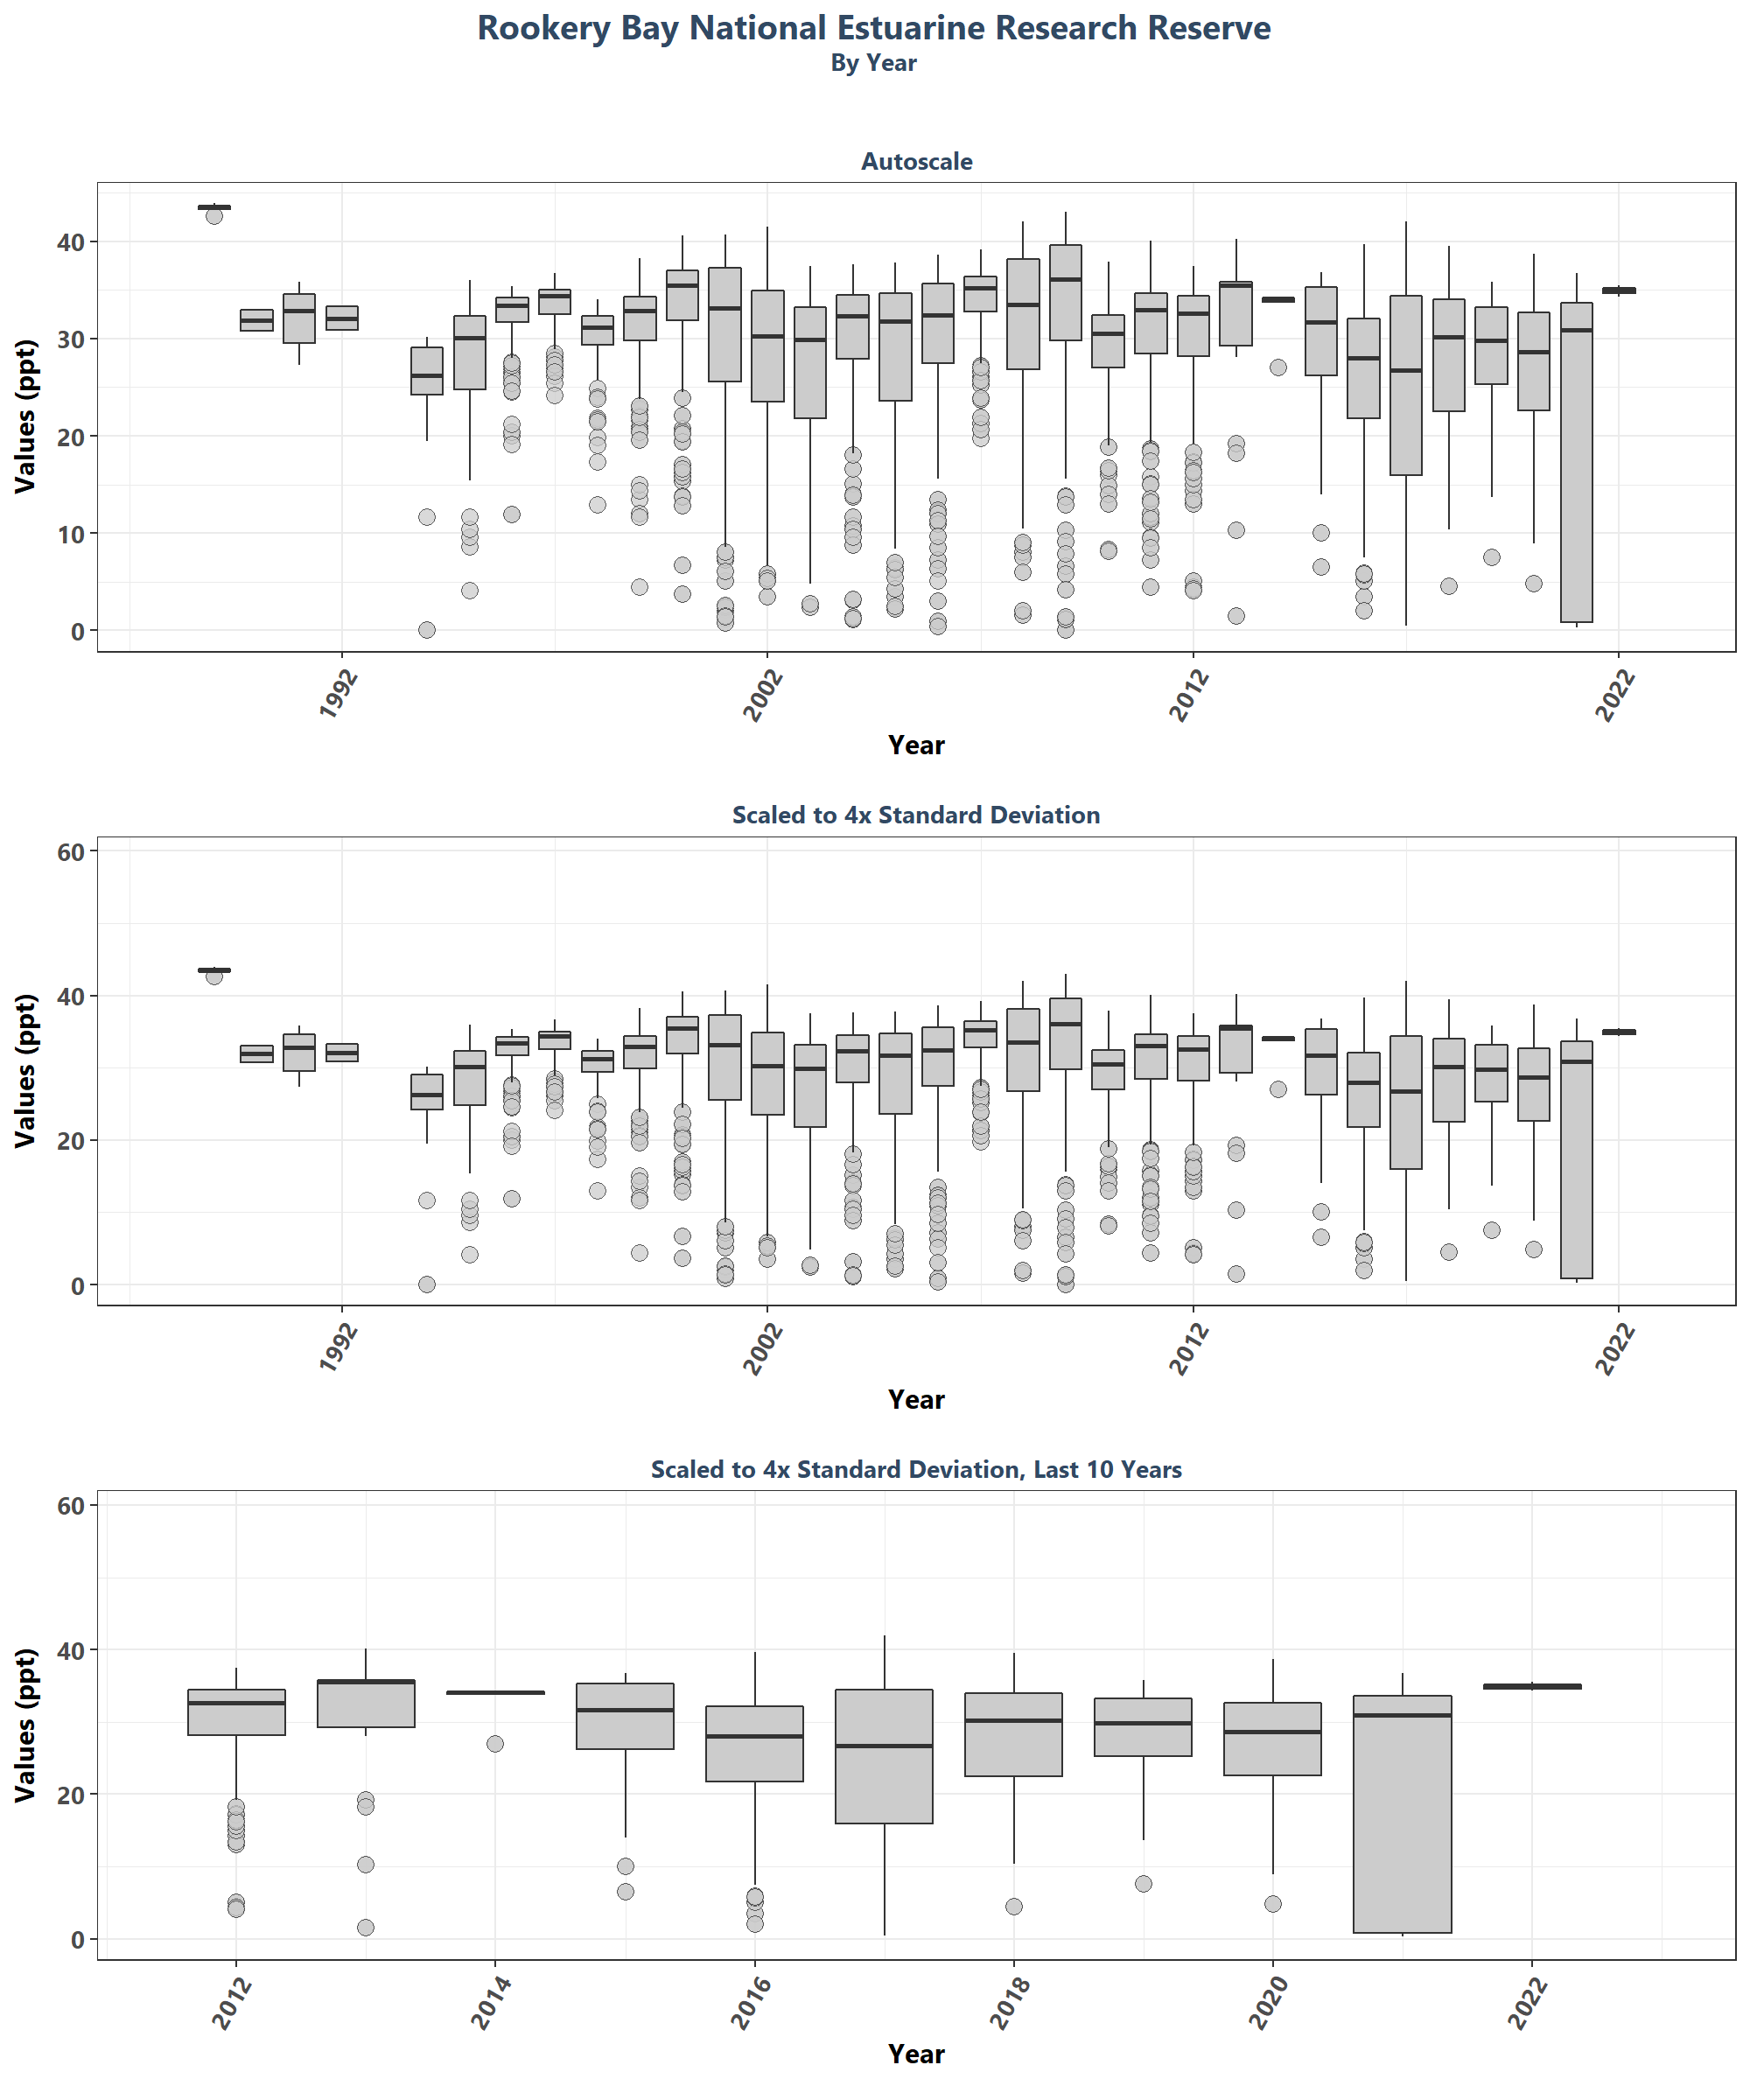 Rookery Bay National Estuarine Research Reserve
By Year
Autoscale
Values (ppt)
40
30
20
10
0
1992
2002
2012
2022
Year
Scaled to 4x Standard Deviation
Values (ppt)
60
40
20
0
1992
2002
2012
2022
Year
Scaled to 4x Standard Deviation, Last 10 Years
Values (ppt)
60
40
20
0
2012
2014
2016
2018
2020
2022
Year